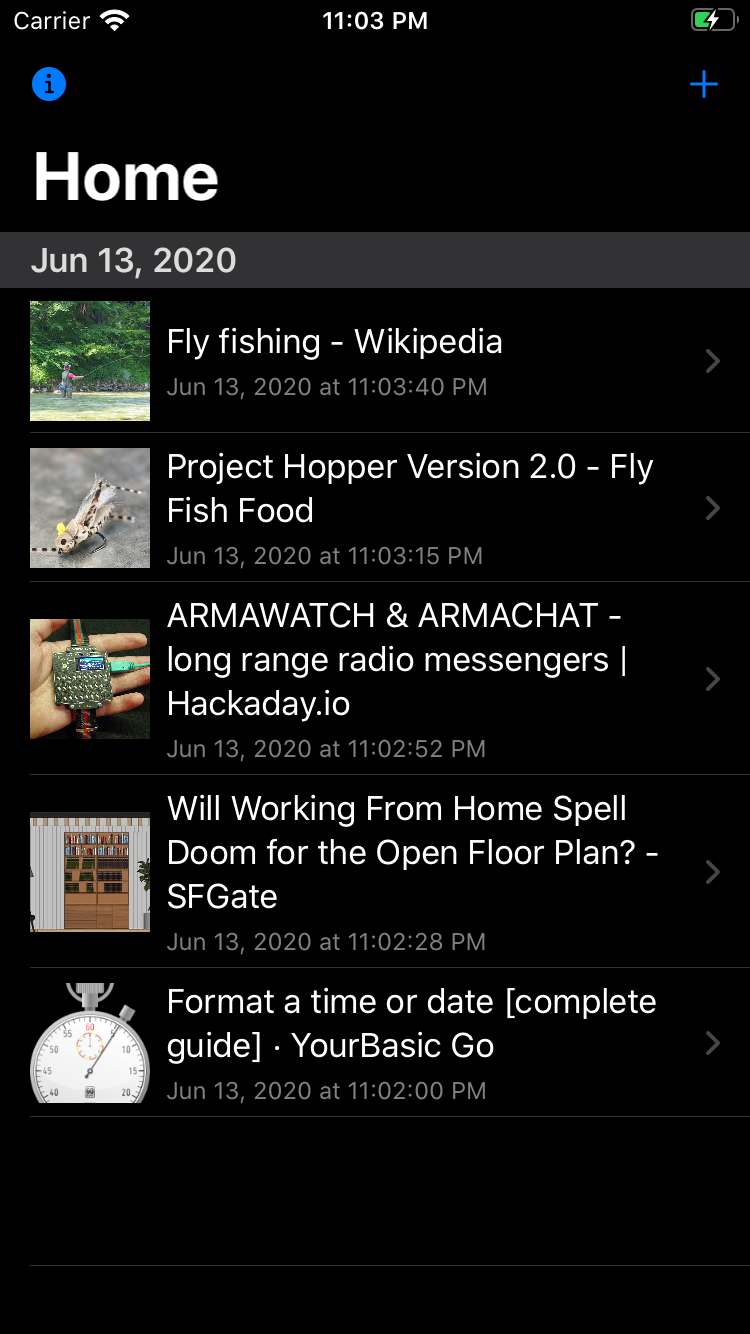 Carrier 11:03 PM
Home
Jun 13, 2020
Fly fishing - Wikipedia
Jun 13, 2020 at 11:03:40 PM
Project Hopper Version 2.0 - Fly
Fish Food
Jun 13, 2020 at 11:03:15 PM
ARMAWATCH & ARMACHAT -
long range radio messengers |
Hackaday.io
Jun 13, 2020 at 11:02:52 PM
Will Working From Home Spell
Doom for the Open Floor Plan? -
SFGate
Jun 13, 2020 at 11:02:28 PM
Format a time or date [complete
guide] · YourBasic Go
Jun 13, 2020 at 11:02:00 PM
60
55
50
10
45
15
40
99
20